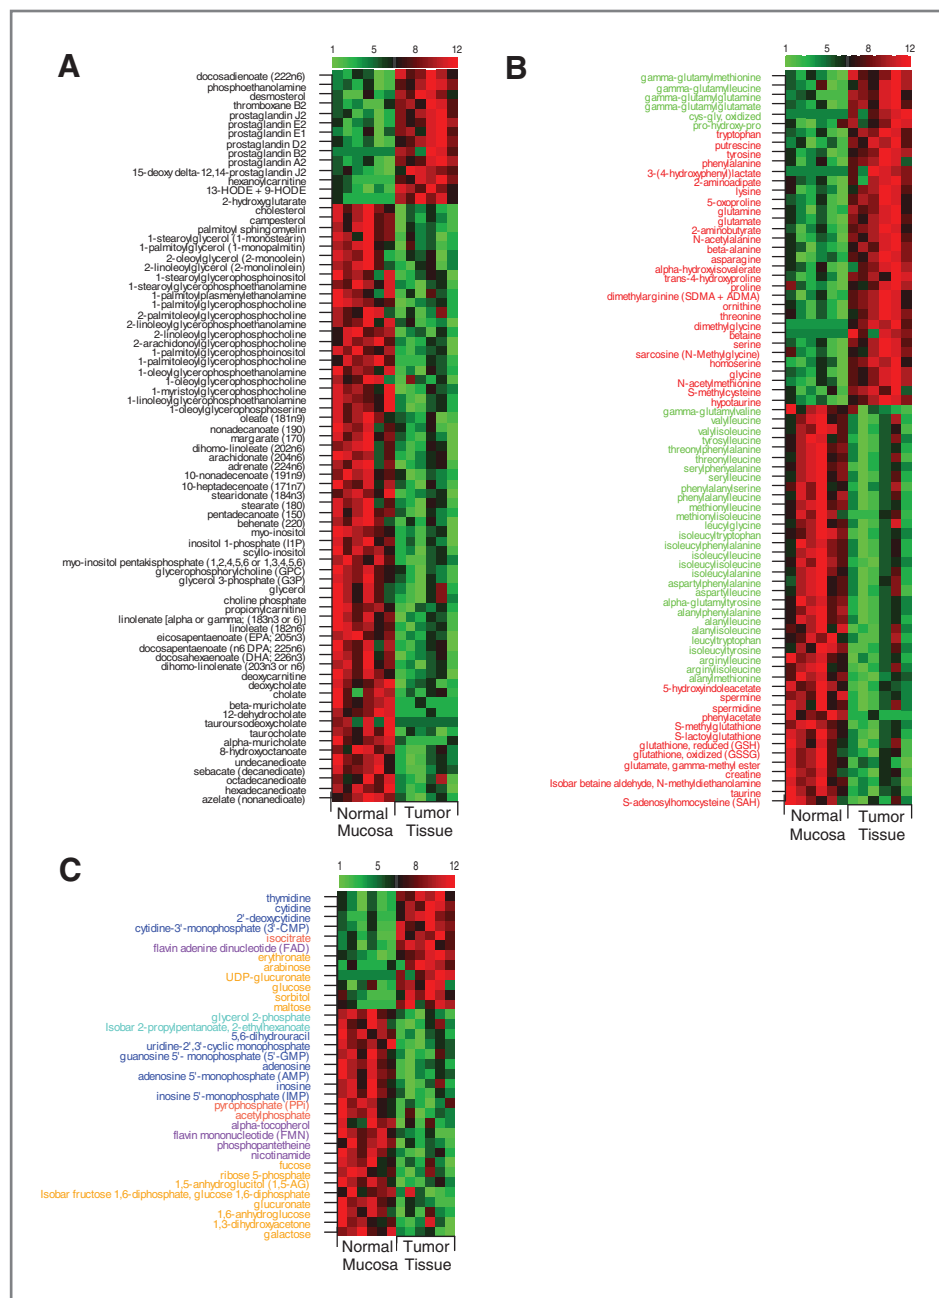 A
1 5 8 12
docosadienoate (222n6)
phosphoethanolamine
desmosterol
thromboxane B2
prostaglandin J2
prostaglandin E2
prostaglandin E1
prostaglandin D2
prostaglandin B2
prostaglandin A2
15-deoxy delta-12,14-prostaglandin J2
hexanoylcarnitine
13-HODE + 9-HODE
2-hydroxyglutarate
cholesterol
campesterol
palmitoyl sphingomyelin
1-stearoylglycerol (1-monostearin)
1-palmitoylglycerol (1-monopalmitin)
2-oleoylglycerol (2-monoolein)
2-linoleoylglycerol (2-monolinolein)
1-stearoylglycerophosphoinositol
1-stearoylglycerophosphoethanolamine
1-palmitoylplasmenylethanolamine
1-palmitoylglycerophosphocholine
2-palmitoleoylglycerophosphocholine
2-linoleoylglycerophosphoethanolamine
2-linoleoylglycerophosphocholine
2-arachidonoylglycerophosphocholine
1-palmitoylglycerophosphoinositol
1-palmitoleoylglycerophosphocholine
1-oleoylglycerophosphoethanolamine
1-oleoylglycerophosphocholine
1-myristoylglycerophosphocholine
1-linoleoylglycerophosphoethanolamine
1-oleoylglycerophosphoserine
oleate (181n9)
nonadecanoate (190)
margarate (170)
dihomo-linoleate (202n6)
arachidonate (204n6)
adrenate (224n6)
10-nonadecenoate (191n9)
10-heptadecenoate (171n7)
stearidonate (184n3)
stearate (180)
pentadecanoate (150)
behenate (220)
myo-inositol
inositol 1-phosphate (I1P)
scyllo-inositol
myo-inositol pentakisphosphate (1,2,4,5,6 or 1,3,4,5,6)
glycerophosphorylcholine (GPC)
glycerol 3-phosphate (G3P)
glycerol
choline phosphate
propionylcarnitine
linolenate [alpha or gamma; (183n3 or 6)]
linoleate (182n6)
eicosapentaenoate (EPA; 205n3)
docosapentaenoate (n6 DPA; 225n6)
docosahexaenoate (DHA; 226n3)
dihomo-linolenate (203n3 or n6)
deoxycarnitine
deoxycholate
cholate
beta-muricholate
12-dehydrocholate
tauroursodeoxycholate
taurocholate
alpha-muricholate
8-hydroxyoctanoate
undecanedioate
sebacate (decanedioate)
octadecanedioate
hexadecanedioate
azelate (nonanedioate)
Normal Mucosa
Tumor Tissue
B
1 5 8 12
gamma-glutamylmethionine
gamma-glutamylleucine
gamma-glutamylglutamine
gamma-glutamylglutamate
cys-gly, oxidized
pro-hydroxy-pro
tryptophan
putrescine
tyrosine
phenylalanine
3-(4-hydroxyphenyl)lactate
2-aminoadipate
lysine
5-oxoproline
glutamine
glutamate
2-aminobutyrate
N-acetylalanine
beta-alanine
asparagine
alpha-hydroxyisovalerate
trans-4-hydroxyproline
proline
dimethylarginine (SDMA + ADMA)
ornithine
threonine
dimethylglycine
betaine
serine
sarcosine (N-Methylglycine)
homoserine
glycine
N-acetylmethionine
S-methylcysteine
hypotaurine
gamma-glutamylvaline
valylleucine
valylisoleucine
tyrosylleucine
threonylphenylalanine
threonylleucine
serylphenylalanine
serylleucine
phenylalanylserine
phenylalanylleucine
methionylleucine
methionylisoleucine
leucylglycine
isoleucyltryptophan
isoleucylphenylalanine
isoleucylleucine
isoleucylisoleucine
isoleucylalanine
aspartylphenylalanine
aspartylleucine
alpha-glutamyltyrosine
alanylphenylalanine
alanylleucine
alanylisoleucine
leucyltryptophan
isoleucyltyrosine
arginylleucine
arginylisoleucine
alanylmethionine
5-hydroxyindoleacetate
spermine
spermidine
phenylacetate
S-methylglutathione
S-lactoylglutathione
glutathione, reduced (GSH)
glutathione, oxidized (GSSG)
glutamate, gamma-methyl ester
creatine
Isobar betaine aldehyde, N-methyldiethanolamine
taurine
S-adenosylhomocysteine (SAH)
Normal Mucosa
Tumor Tissue
C
1 5 8 12
thymidine
cytidine
2'-deoxycytidine
cytidine-3'-monophosphate (3'-CMP)
isocitrate
flavin adenine dinucleotide (FAD)
erythronate
arabinose
UDP-glucuronate
glucose
sorbitol
maltose
glycerol 2-phosphate
Isobar 2-propylpentanoate, 2-ethylhexanoate
5,6-dihydrouracil
uridine-2',3'-cyclic monophosphate
guanosine 5'- monophosphate (5'-GMP)
adenosine
adenosine 5'-monophosphate (AMP)
inosine
inosine 5'-monophosphate (IMP)
pyrophosphate (PPi)
acetylphosphate
alpha-tocopherol
flavin mononucleotide (FMN)
phosphopantetheine
nicotinamide
fucose
ribose 5-phosphate
1,5-anhydroglucitol (1,5-AG)
Isobar fructose 1,6-diphosphate, glucose 1,6-diphosphate
glucuronate
1,6-anhydroglucose
1,3-dihydroxyacetone
galactose
Normal Mucosa
Tumor Tissue